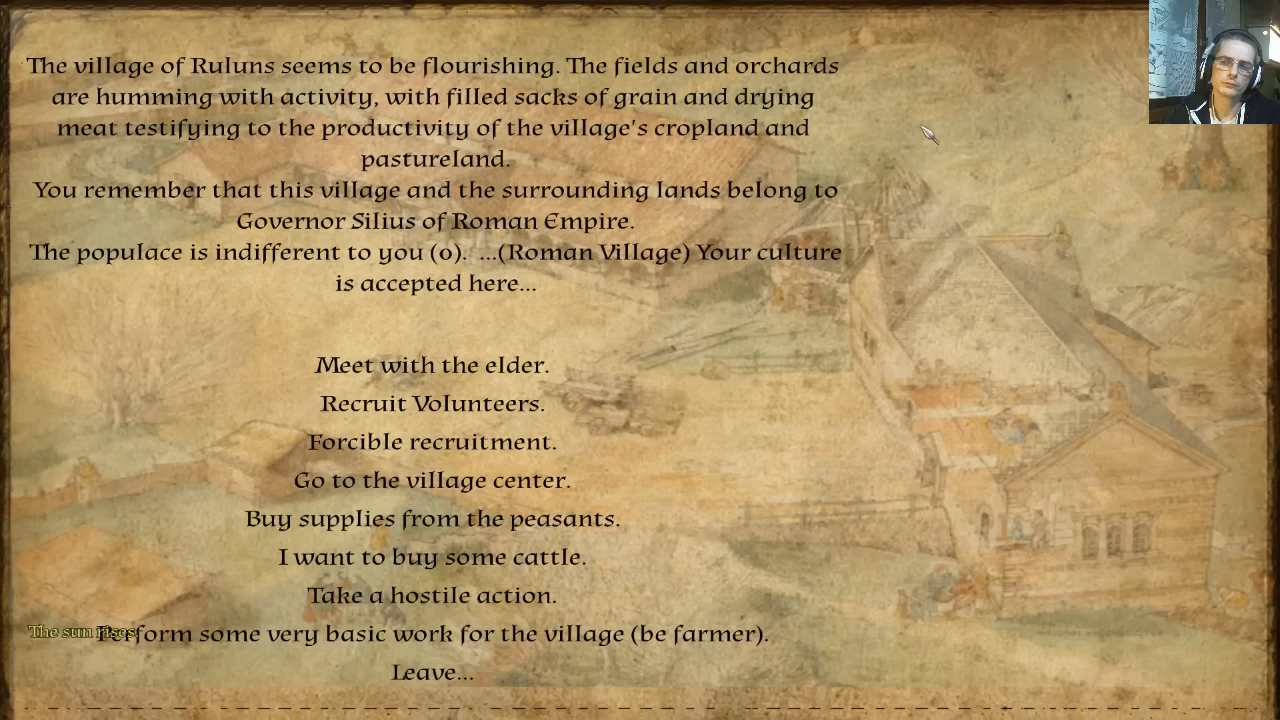 The village of Ruluns seems to be flourishing. The fields and orchards
are humming with activity, with filled sacks of grain and drying
meat testifying to the productivity of the village's cropland and
pastureland.
You remember that this village and the surrounding lands belong to
Governor Silius of Roman Empire.
The populace is indifferent to you (0). ...(Roman Village) Your culture
is accepted here...
Meet with the elder.
Recruit Volunteers.
Forcible recruitment.
Go to the village center.
Buy supplies from the peasants.
I want to buy some cattle.
Take a hostile action.
The sun rises.
Perform some very basic work for the village (be farmer).
Leave...